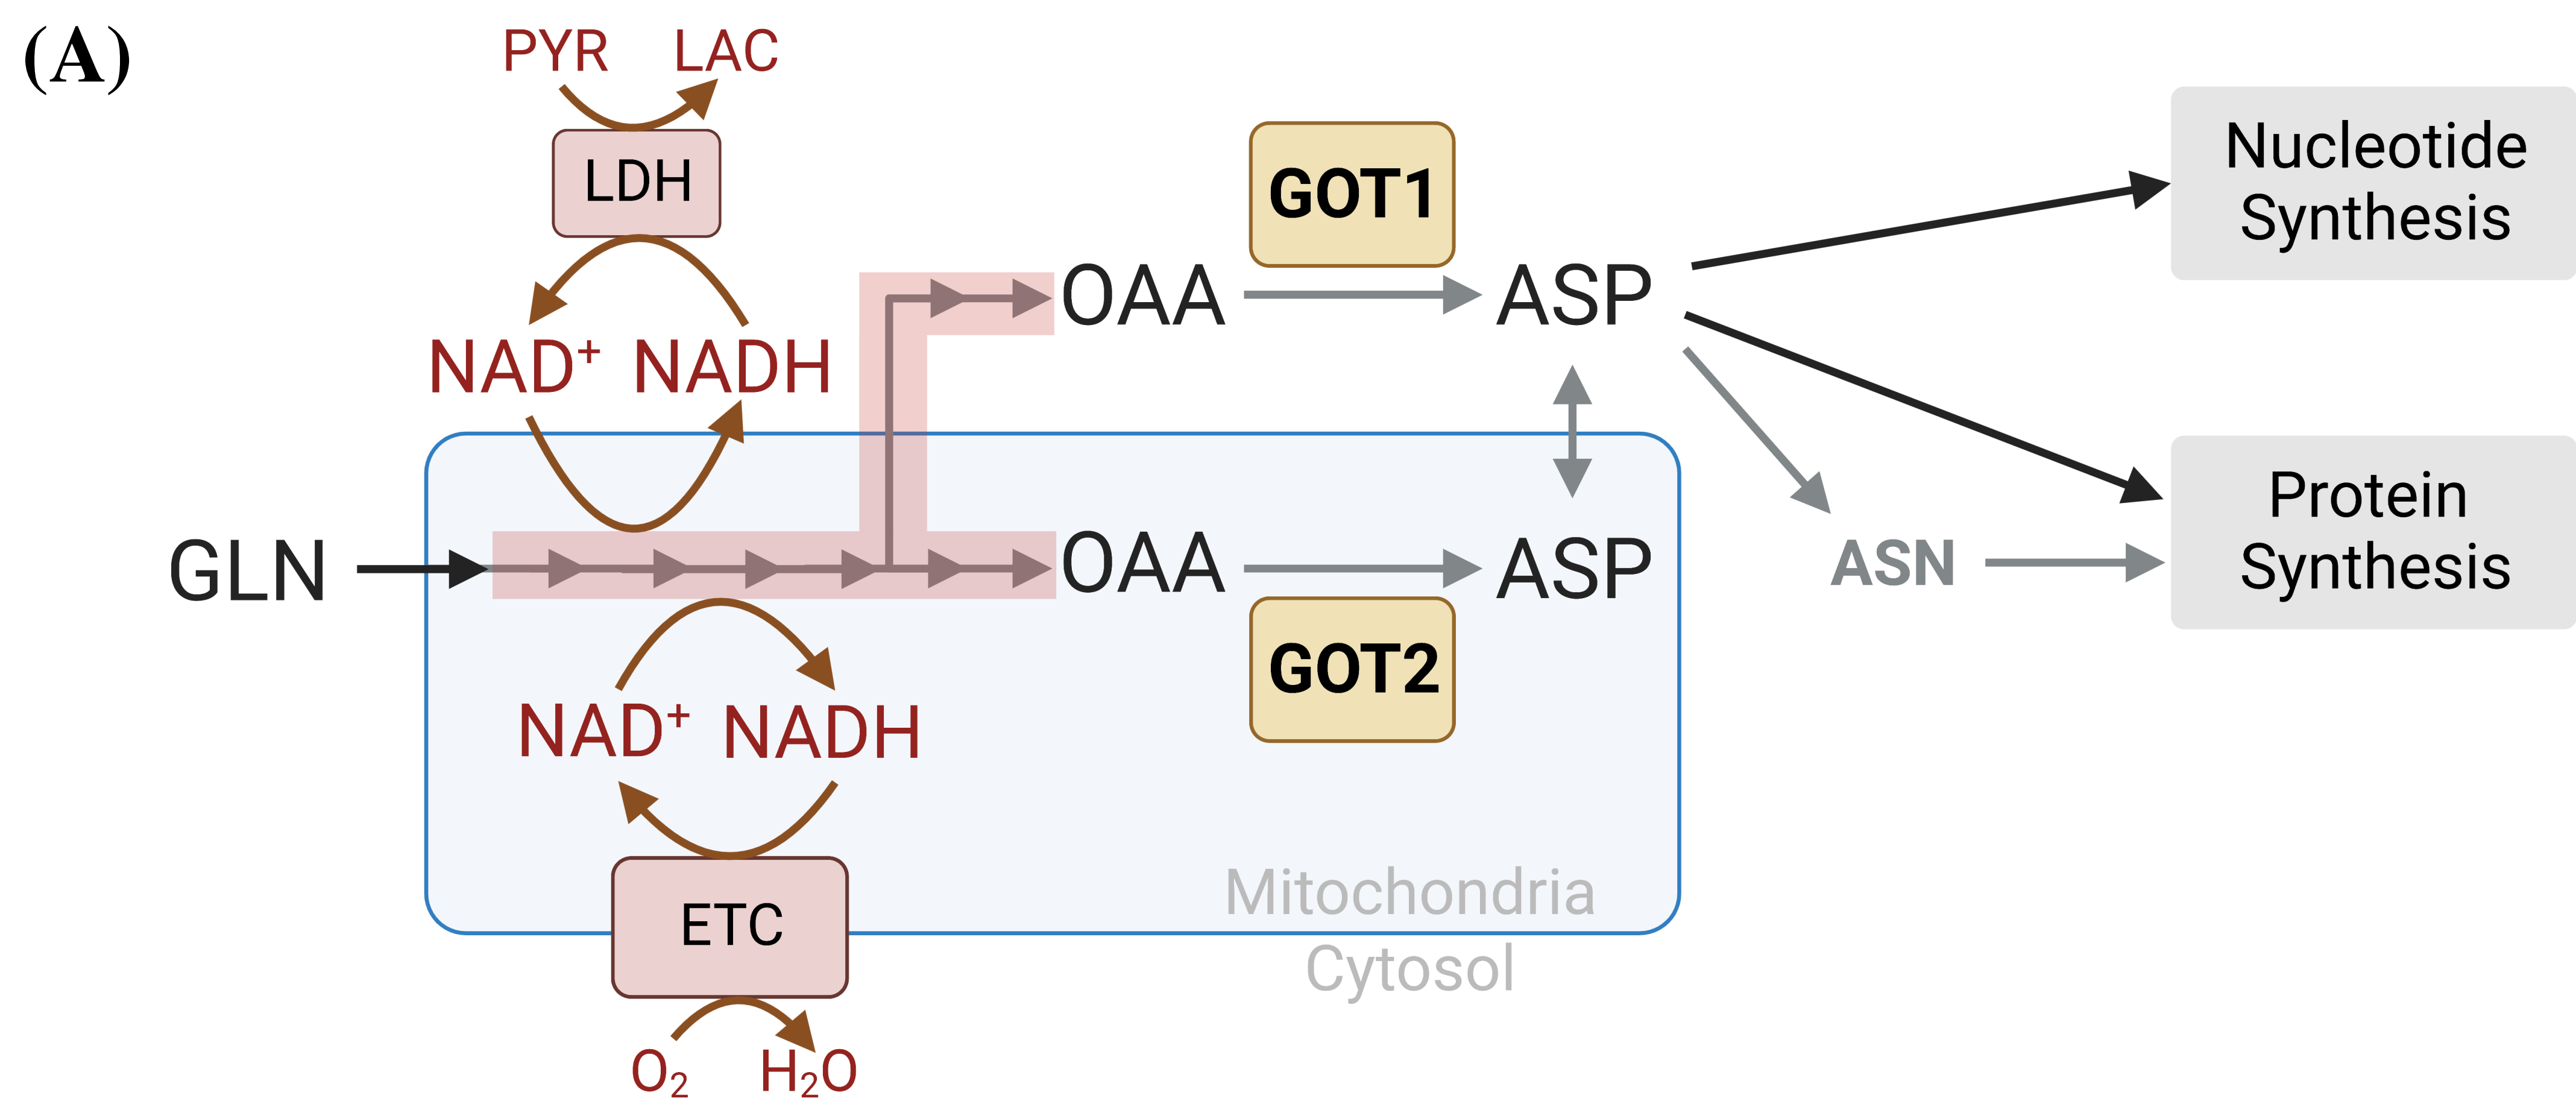 (A)
PYR LAC
LDH
NAD⁺ NADH
GOT1
OAA ASP
Nucleotide
Synthesis
GLN
OAA ASP
GOT2
ASN
Protein
Synthesis
NAD⁺ NADH
ETC
O₂ H₂O
Mitochondria
Cytosol